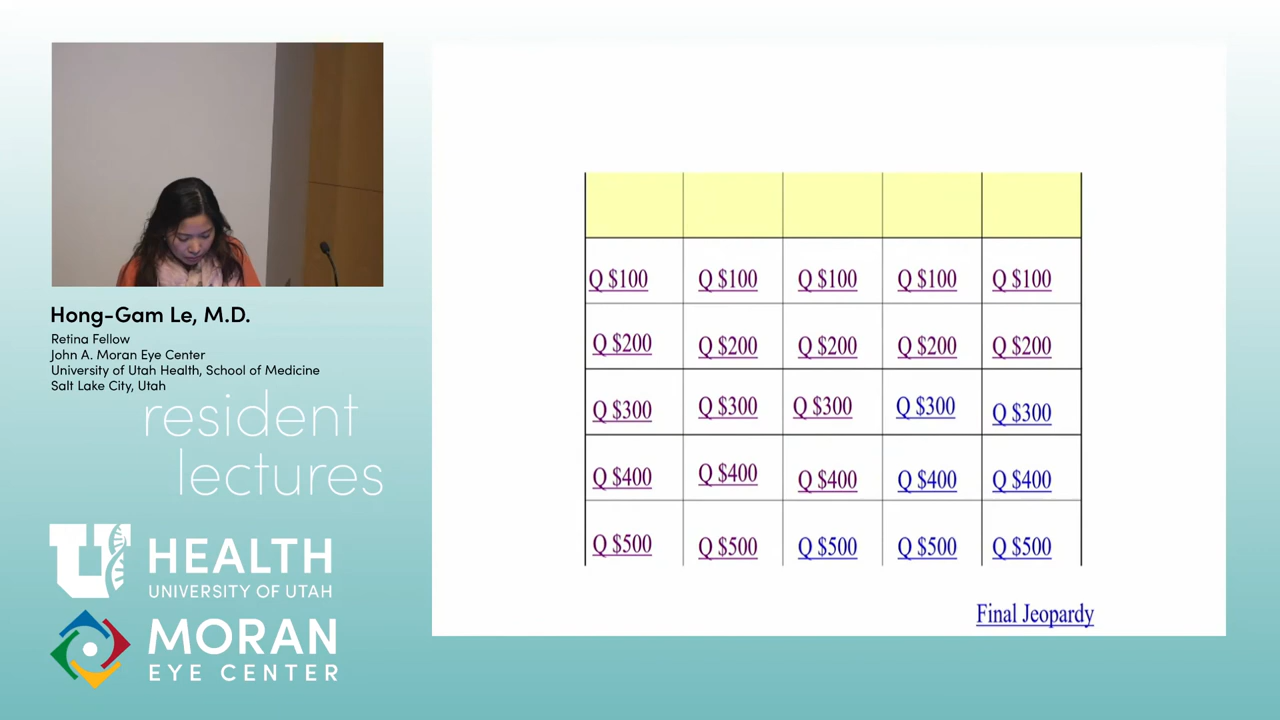 Hong-Gam Le, M.D.
Retina Fellow
John A. Moran Eye Center
University of Utah Health, School of Medicine
Salt Lake City, Utah
resident
lectures
U HEALTH
UNIVERSITY OF UTAH
MORAN
EYE CENTER
Q $100 Q $100 Q $100 Q $100 Q $100
Q $200 Q $200 Q $200 Q $200 Q $200
Q $300 Q $300 Q $300 Q $300 Q $300
Q $400 Q $400 Q $400 Q $400 Q $400
Q $500 Q $500 Q $500 Q $500 Q $500
Final Jeopardy